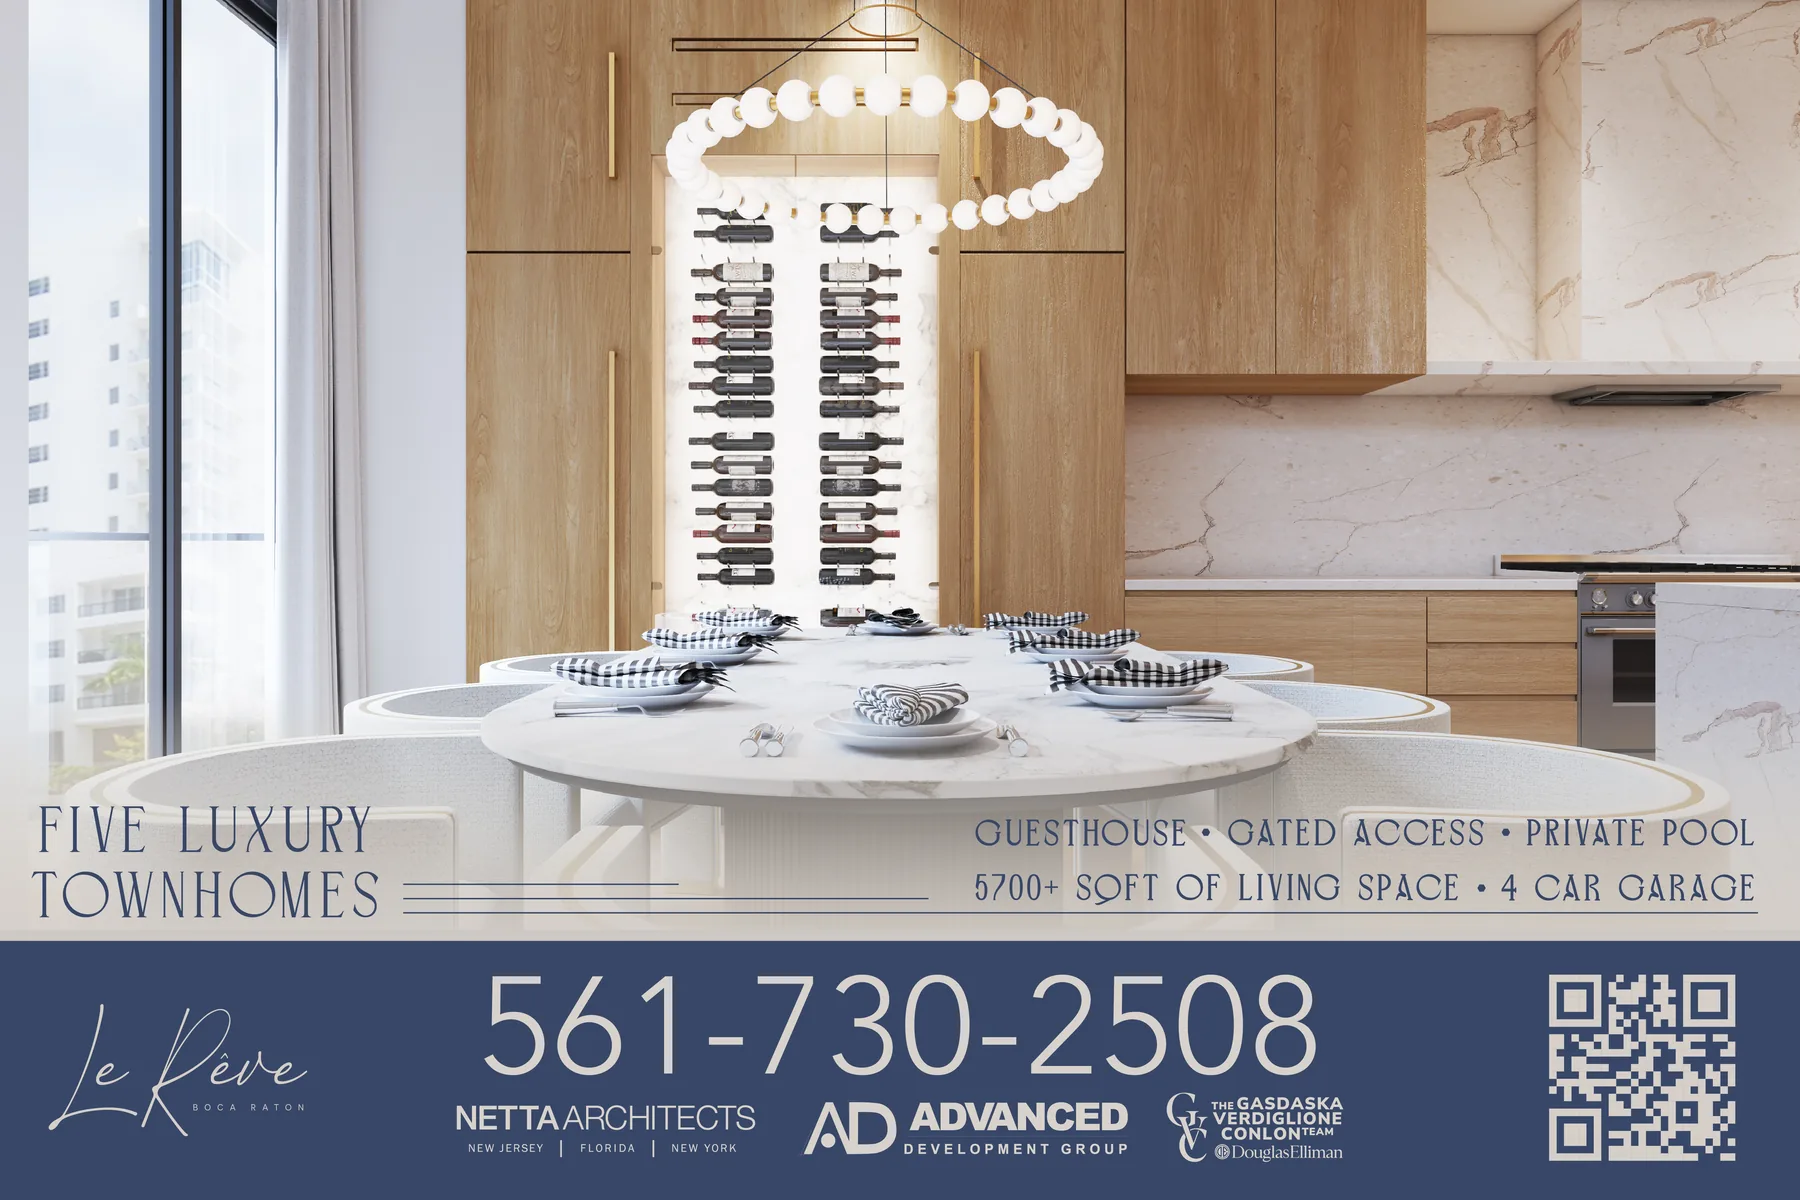 FIVE LUXURY
TOWNHOMES
GUESTHOUSE • GATED ACCESS • PRIVATE POOL
5700+ SQFT OF LIVING SPACE • 4 CAR GARAGE
561-730-2508
Le Rêve
BOCA RATON
NETTA ARCHITECTS
NEW JERSEY | FLORIDA | NEW YORK
AD ADVANCED
DEVELOPMENT GROUP
GVC
THE GASDASKA
VERDIGLIONE
CONLON TEAM
DouglasElliman